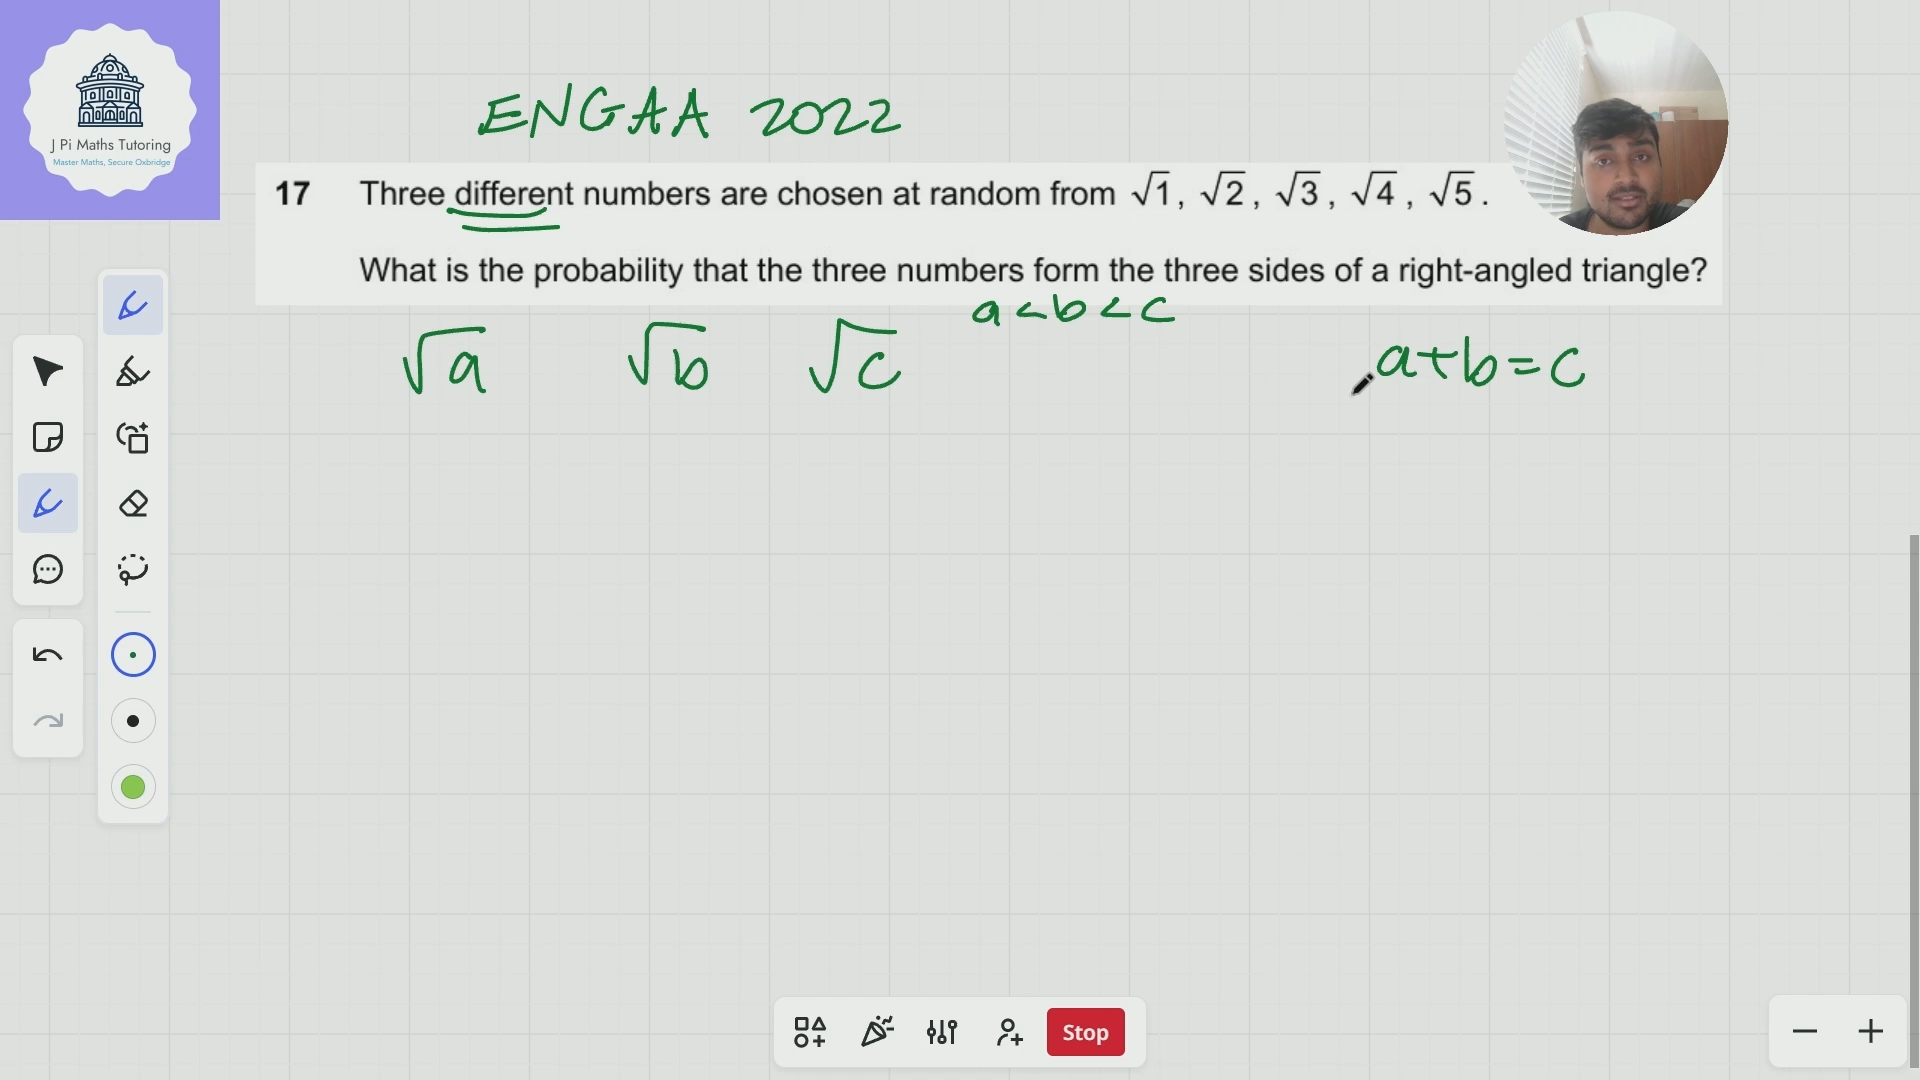 J Pi Maths Tutoring
Master Maths, Secure Oxbridge
ENGAA 2022
17 Three different numbers are chosen at random from √1, √2, √3, √4, √5.
What is the probability that the three numbers form the three sides of a right-angled triangle?
a<b<c
√a √b √c
a+b=c
Stop